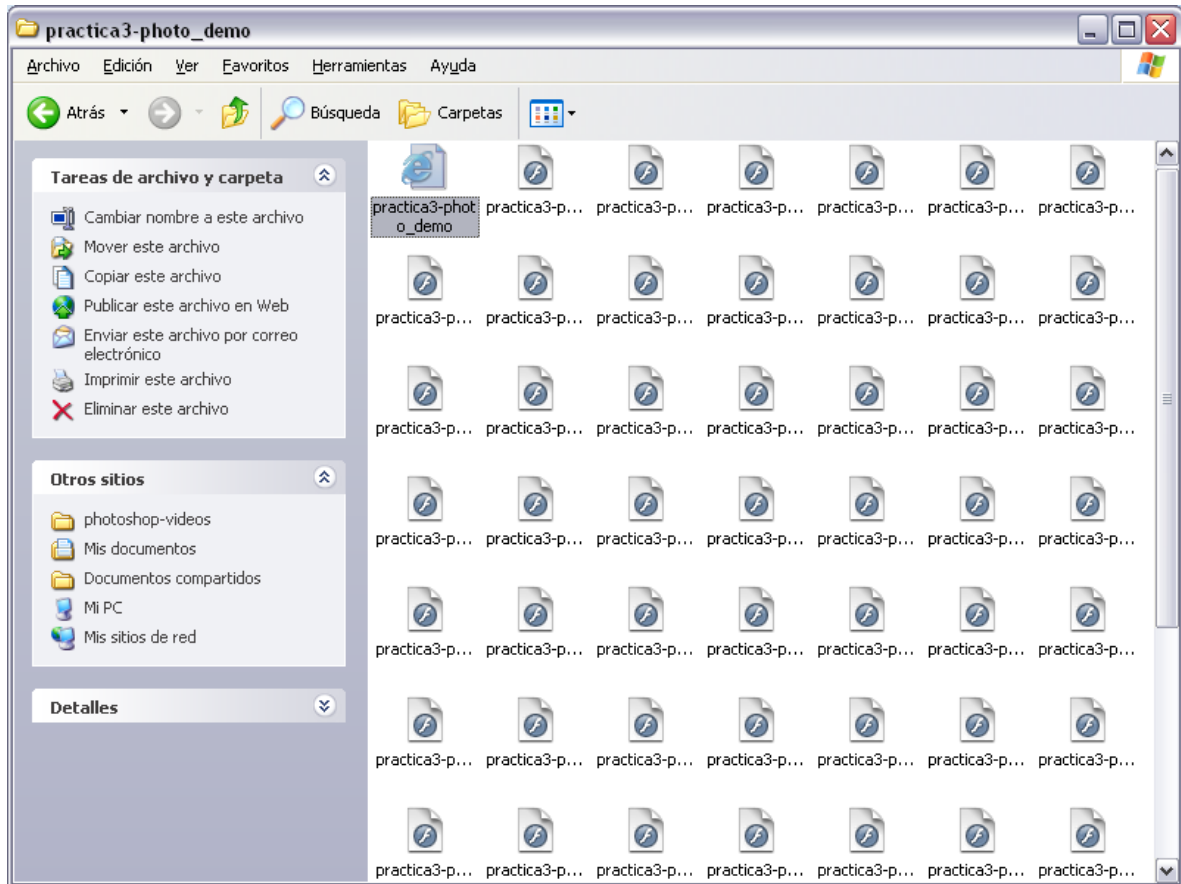 practica3-photo_demo
Archivo Edición Ver Favoritos Herramientas Ayuda
Atrás Búsqueda Carpetas
Tareas de archivo y carpeta
Cambiar nombre a este archivo
Mover este archivo
Copiar este archivo
Publicar este archivo en Web
Enviar este archivo por correo
electrónico
Imprimir este archivo
Eliminar este archivo
Otros sitios
photoshop-videos
Mis documentos
Documentos compartidos
Mi PC
Mis sitios de red
Detalles
practica3-phot
o_demo
practica3-p... practica3-p... practica3-p... practica3-p... practica3-p... practica3-p...
practica3-p... practica3-p... practica3-p... practica3-p... practica3-p... practica3-p... practica3-p...
practica3-p... practica3-p... practica3-p... practica3-p... practica3-p... practica3-p... practica3-p...
practica3-p... practica3-p... practica3-p... practica3-p... practica3-p... practica3-p... practica3-p...
practica3-p... practica3-p... practica3-p... practica3-p... practica3-p... practica3-p... practica3-p...
practica3-p... practica3-p... practica3-p... practica3-p... practica3-p... practica3-p... practica3-p...
practica3-p... practica3-p... practica3-p... practica3-p... practica3-p... practica3-p... practica3-p...